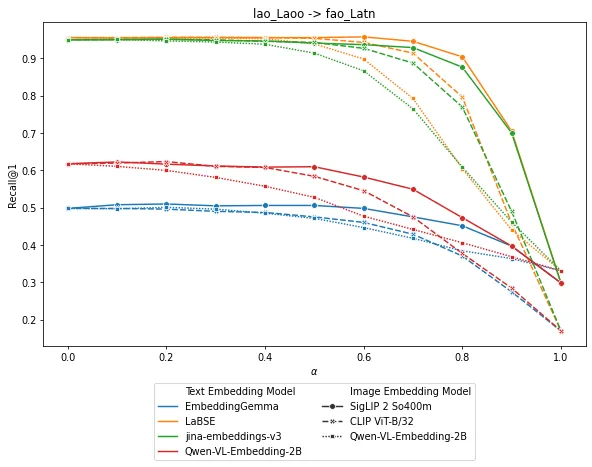 lao_Laoo -> fao_Latn
Recall@1
0.9
0.8
0.7
0.6
0.5
0.4
0.3
0.2
0.0 0.2 0.4 0.6 0.8 1.0
α
Text Embedding Model Image Embedding Model
EmbeddingGemma SigLIP 2 So400m
LaBSE CLIP ViT-B/32
jina-embeddings-v3 Qwen-VL-Embedding-2B
Qwen-VL-Embedding-2B